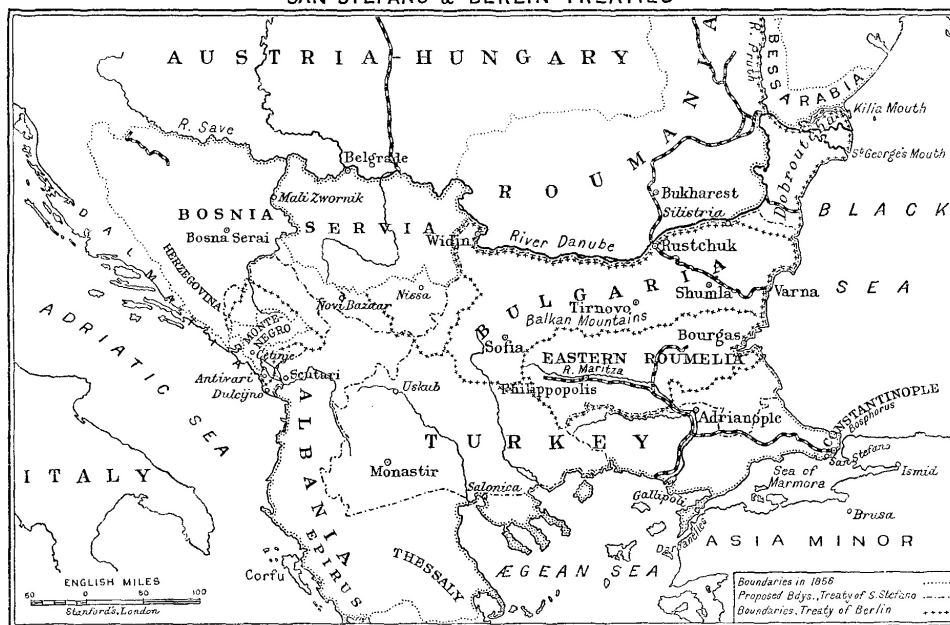 SAN STEFANO & BERLIN TREATIES
AUSTRIA-HUNGARY
R. Save
Belgrade
Mali Zwornik
BOSNIA
Bosna Serai
SERVIA
Widin
ROUMANIA
R. Pruth
BESSARABIA
Kilia Mouth
St George's Mouth
Dobroutcha
Bukharest
Silistria
BLACK SEA
River Danube
Rustchuk
DALMATIA
HERZEGOVINA
Novi Bazar
Nissa
BULGARIA
Tirnovo
Shumla
Varna
Balkan Mountains
MONTE-NEGRO
Cetinje
Sofia
Bourgas
EASTERN ROUMELIA
R. Maritza
ADRIATIC SEA
Antivari
Scutari
Dulcijno
Uskub
Philippopolis
Adrianople
CONSTANTINOPLE
Bosphorus
San Stefano
ALBANIA
TURKEY
ITALY
Monastir
Salonica
Gallipoli
Sea of Marmora
Ismid
Brusa
Dardanelles
ASIA MINOR
EPIRUS
THESSALY
ÆGEAN SEA
Corfu
ENGLISH MILES
50 0 50 100
Stanford's, London
Boundaries in 1856
Proposed Bdys., Treaty of S. Stefano
Boundaries, Treaty of Berlin